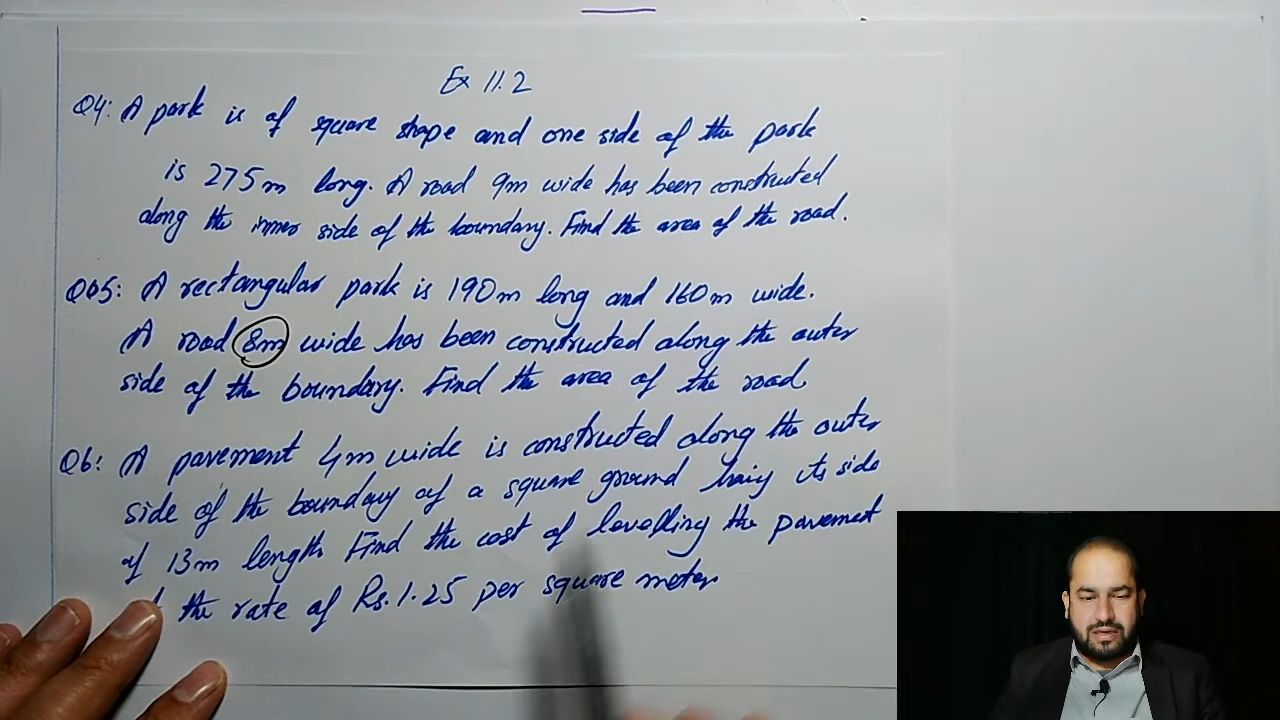 Ex 11.2
Q4: A park is of square shape and one side of the park
is 275m long. A road 9m wide has been constructed
along the inner side of the boundary. Find the area of the road.
Q05: A rectangular park is 190m long and 160m wide.
A road 8m wide has been constructed along the outer
side of the boundary. Find the area of the road.
Q6: A pavement 4m wide is constructed along the outer
side of the boundary of a square ground its side
of 13m length. Find the cost of levelling the pavement
the rate of Rs. 1.25 per square meter